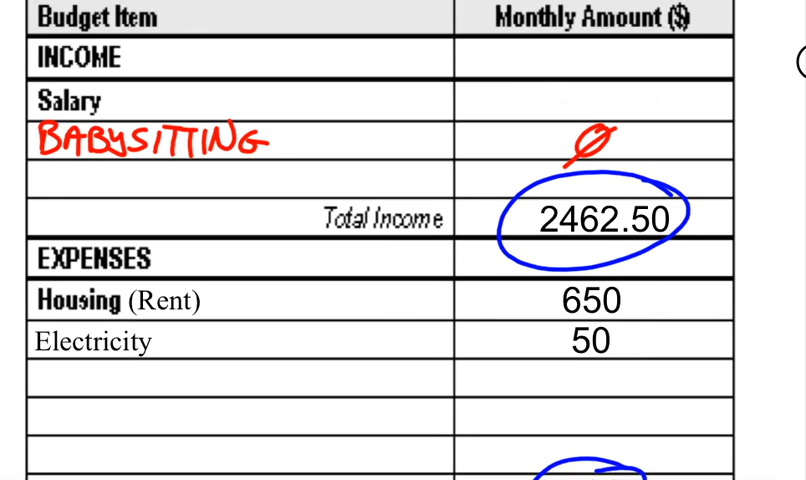 Budget Item Monthly Amount ($)
INCOME
Salary
BABYSITTING Ø
Total Income 2462.50
EXPENSES
Housing (Rent) 650
Electricity 50